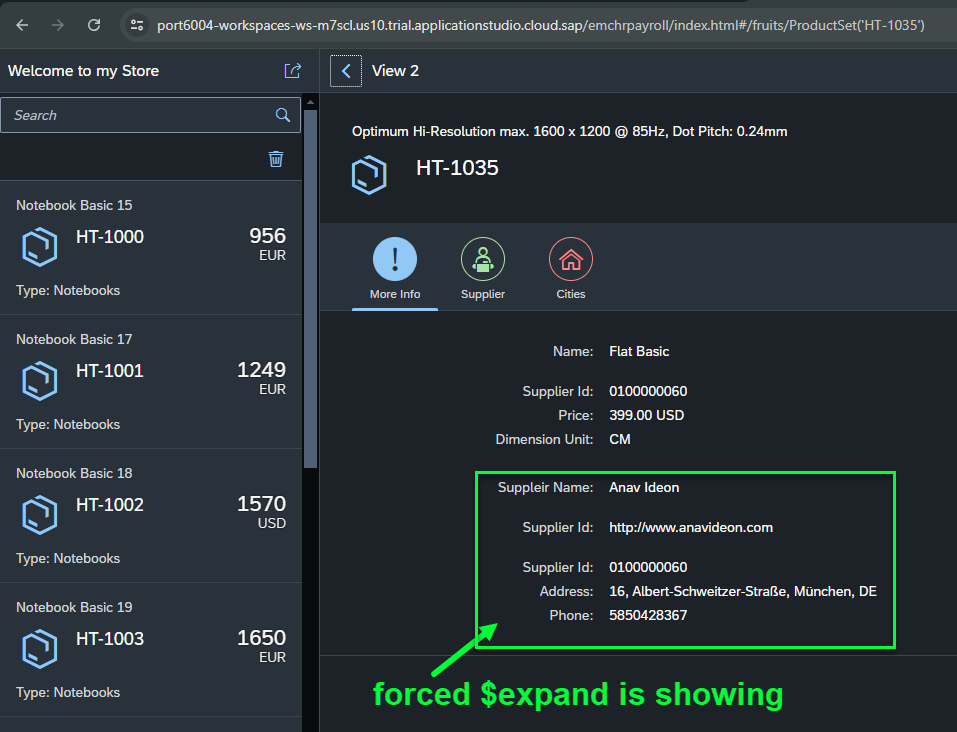 port6004-workspaces-ws-m7scl.us10.trial.applicationstudio.cloud.sap/emchrpayroll/index.html#/fruits/ProductSet('HT-1035')
Welcome to my Store
Search
Notebook Basic 15
HT-1000
956
EUR
Type: Notebooks
Notebook Basic 17
HT-1001
1249
EUR
Type: Notebooks
Notebook Basic 18
HT-1002
1570
USD
Type: Notebooks
Notebook Basic 19
HT-1003
1650
EUR
Type: Notebooks
View 2
Optimum Hi-Resolution max. 1600 x 1200 @ 85Hz, Dot Pitch: 0.24mm
HT-1035
More Info
Supplier
Cities
Name: Flat Basic
Supplier Id: 0100000060
Price: 399.00 USD
Dimension Unit: CM
Suppleir Name: Anav Ideon
Supplier Id: http://www.anavideon.com
Supplier Id: 0100000060
Address: 16, Albert-Schweitzer-Straße, München, DE
Phone: 5850428367
forced $expand is showing